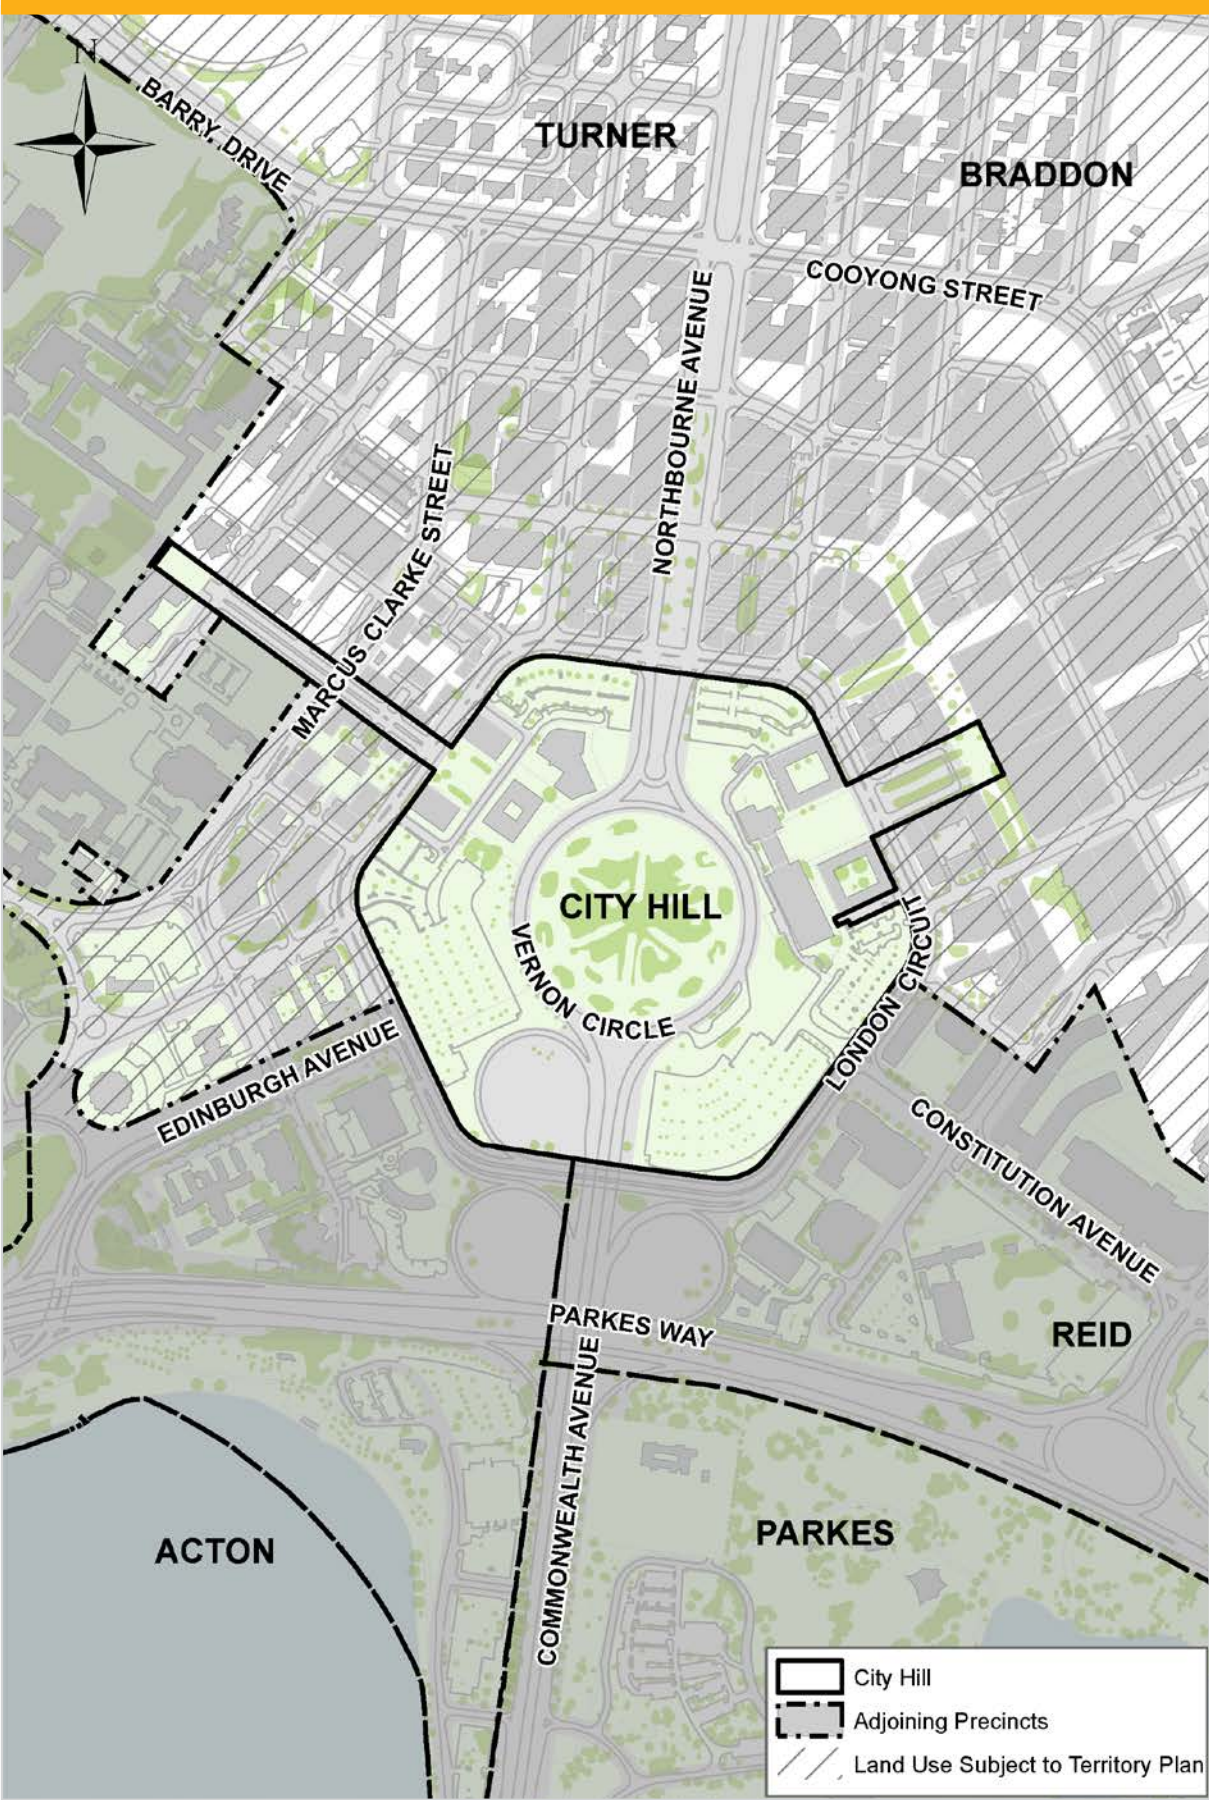 N
BARRY DRIVE
TURNER
BRADDON
COOYONG STREET
NORTHBOURNE AVENUE
MARCUS CLARKE STREET
CITY HILL
VERNON CIRCLE
LONDON CIRCUIT
EDINBURGH AVENUE
CONSTITUTION AVENUE
PARKES WAY
REID
COMMONWEALTH AVENUE
PARKES
ACTON
City Hill
Adjoining Precincts
Land Use Subject to Territory Plan